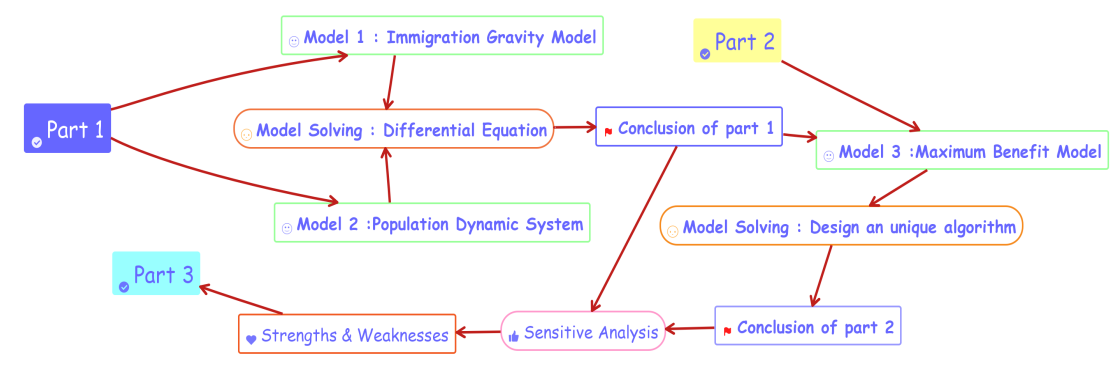 Model 1 : Immigration Gravity Model
Part 2
Part 1
Model Solving : Differential Equation
Conclusion of part 1
Model 3 :Maximum Benefit Model
Model 2 :Population Dynamic System
Model Solving : Design an unique algorithm
Part 3
Strengths & Weaknesses
Sensitive Analysis
Conclusion of part 2